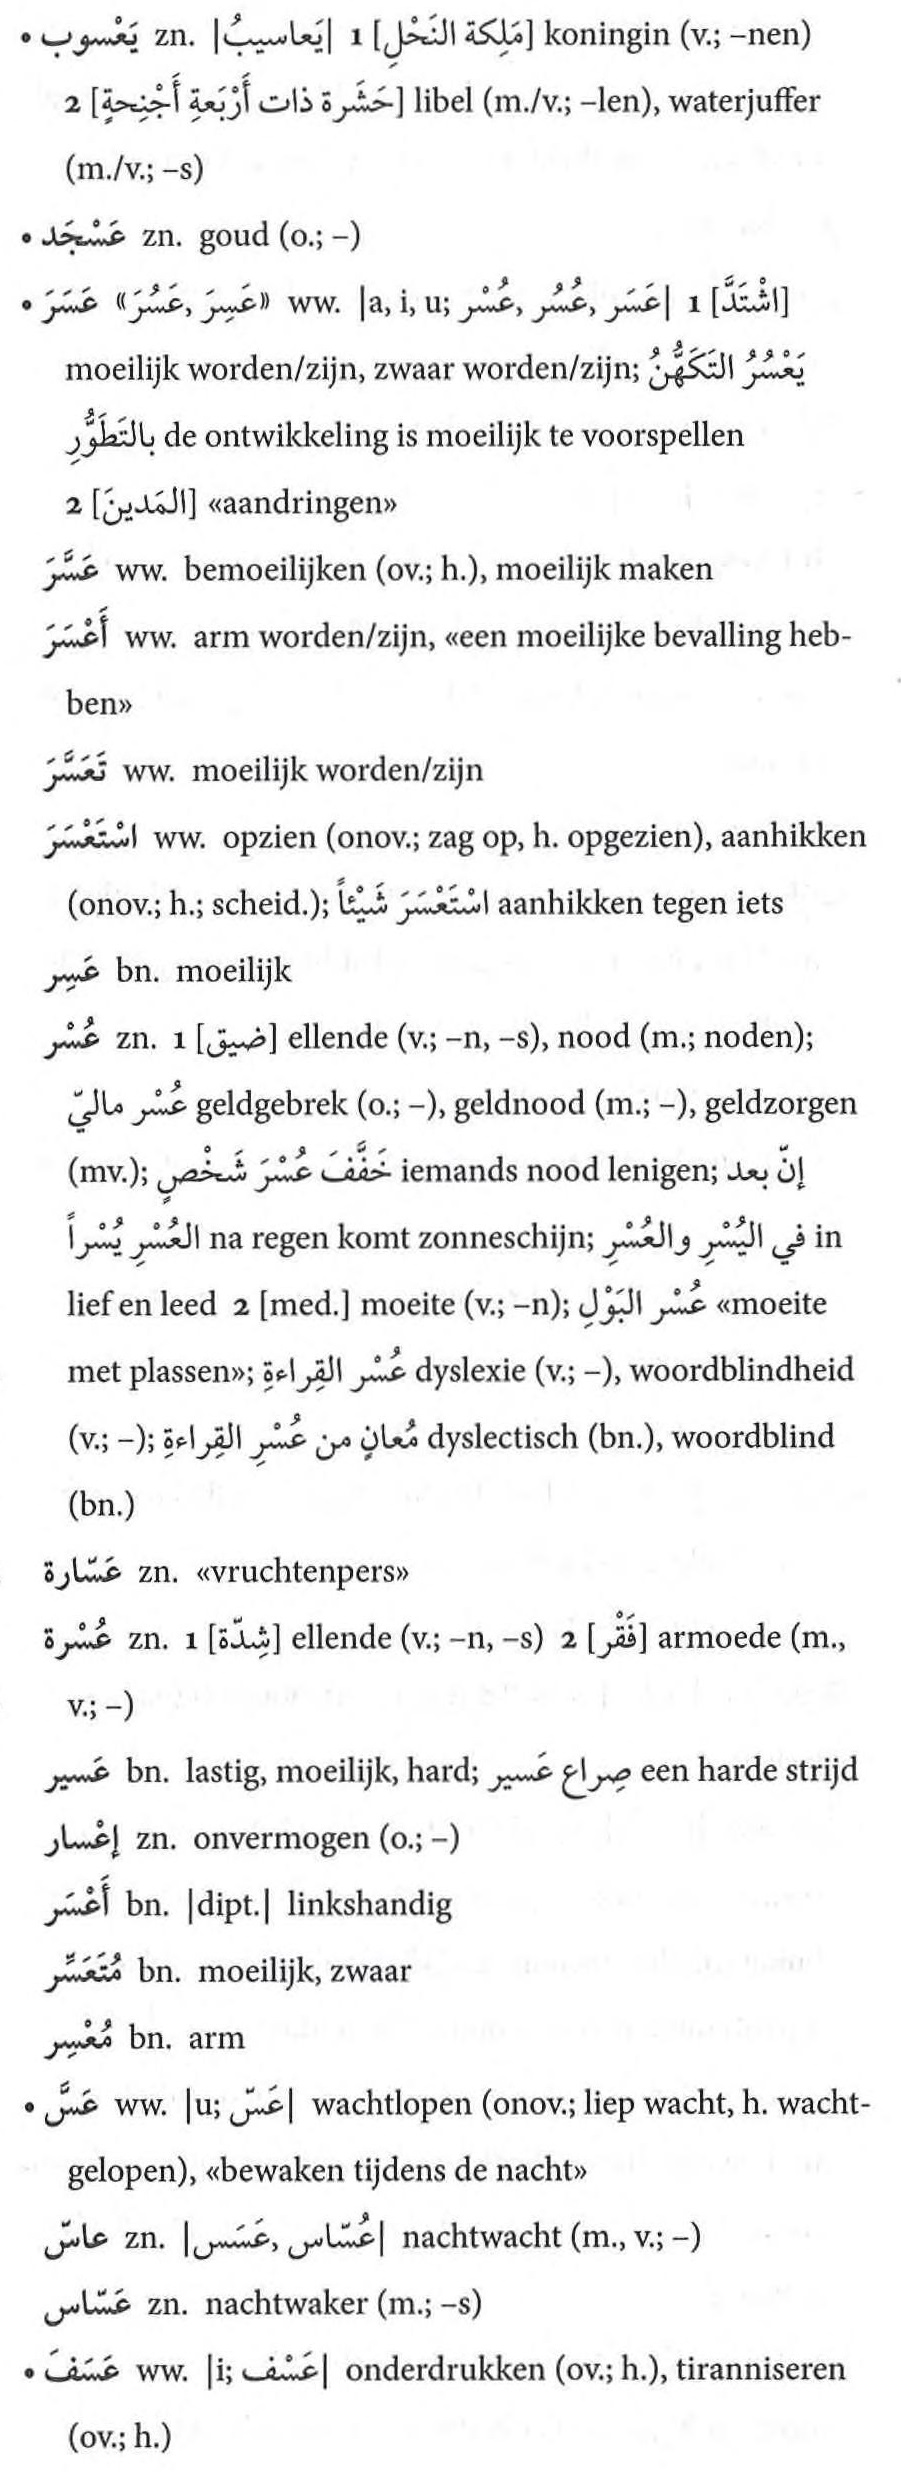 • يَعْسوب zn. |يَعاسيبُ| 1 [مَلِكة النَحْلِ] koningin (v.; –nen)
2 [حَشَرة ذات أَرْبَعةِ أَجْنِحةٍ] libel (m./v.; –len), waterjuffer
(m./v.; –s)
• عَسْجَد zn. goud (o.; –)
• عَسَرَ «عَسِرَ, عَسُرَ» ww. |a, i, u; عَسَر, عُسُر, عُسْر| 1 [اشْتَدَّ]
moeilijk worden/zijn, zwaar worden/zijn; يَعْسُرُ التَكَهُّنُ
بالتَطَوُّرِ de ontwikkeling is moeilijk te voorspellen
2 [المَدينَ] «aandringen»
عَسَّرَ ww. bemoeilijken (ov.; h.), moeilijk maken
أَعْسَرَ ww. arm worden/zijn, «een moeilijke bevalling heb-
ben»
تَعَسَّرَ ww. moeilijk worden/zijn
اسْتَعْسَرَ ww. opzien (onov.; zag op, h. opgezien), aanhikken
(onov.; h.; scheid.); اسْتَعْسَرَ شَيْئاً aanhikken tegen iets
عَسِر bn. moeilijk
عُسْر zn. 1 [ضيق] ellende (v.; –n, –s), nood (m.; noden);
عُسْر ماليّ geldgebrek (o.; –), geldnood (m.; –), geldzorgen
(mv.); خَفَّفَ عُسْرَ شَخْصٍ iemands nood lenigen; إنّ بعد
العُسْرِ يُسْراً na regen komt zonneschijn; في اليُسْرِ والعُسْرِ in
lief en leed 2 [med.] moeite (v.; –n); عُسْر البَوْلِ «moeite
met plassen»; عُسْر القِراءةِ dyslexie (v.; –), woordblindheid
(v.; –); مُعانٍ من عُسْرِ القِراءةِ dyslectisch (bn.), woordblind
(bn.)
عَسّارة zn. «vruchtenpers»
عُسْرة zn. 1 [شِدّة] ellende (v.; –n, –s) 2 [فَقْر] armoede (m.,
v.; –)
عَسير bn. lastig, moeilijk, hard; صِراع عَسير een harde strijd
إعْسار zn. onvermogen (o.; –)
أَعْسَر bn. |dipt.| linkshandig
مُتَعَسِّر bn. moeilijk, zwaar
مُعْسِر bn. arm
• عَسَّ ww. |u; عَسّ| wachtlopen (onov.; liep wacht, h. wacht-
gelopen), «bewaken tijdens de nacht»
عاسّ zn. |عُسّاس, عَسَس| nachtwacht (m., v.; –)
عَسّاس zn. nachtwaker (m.; –s)
• عَسَفَ ww. |i; عَسْف| onderdrukken (ov.; h.), tiranniseren
(ov.; h.)